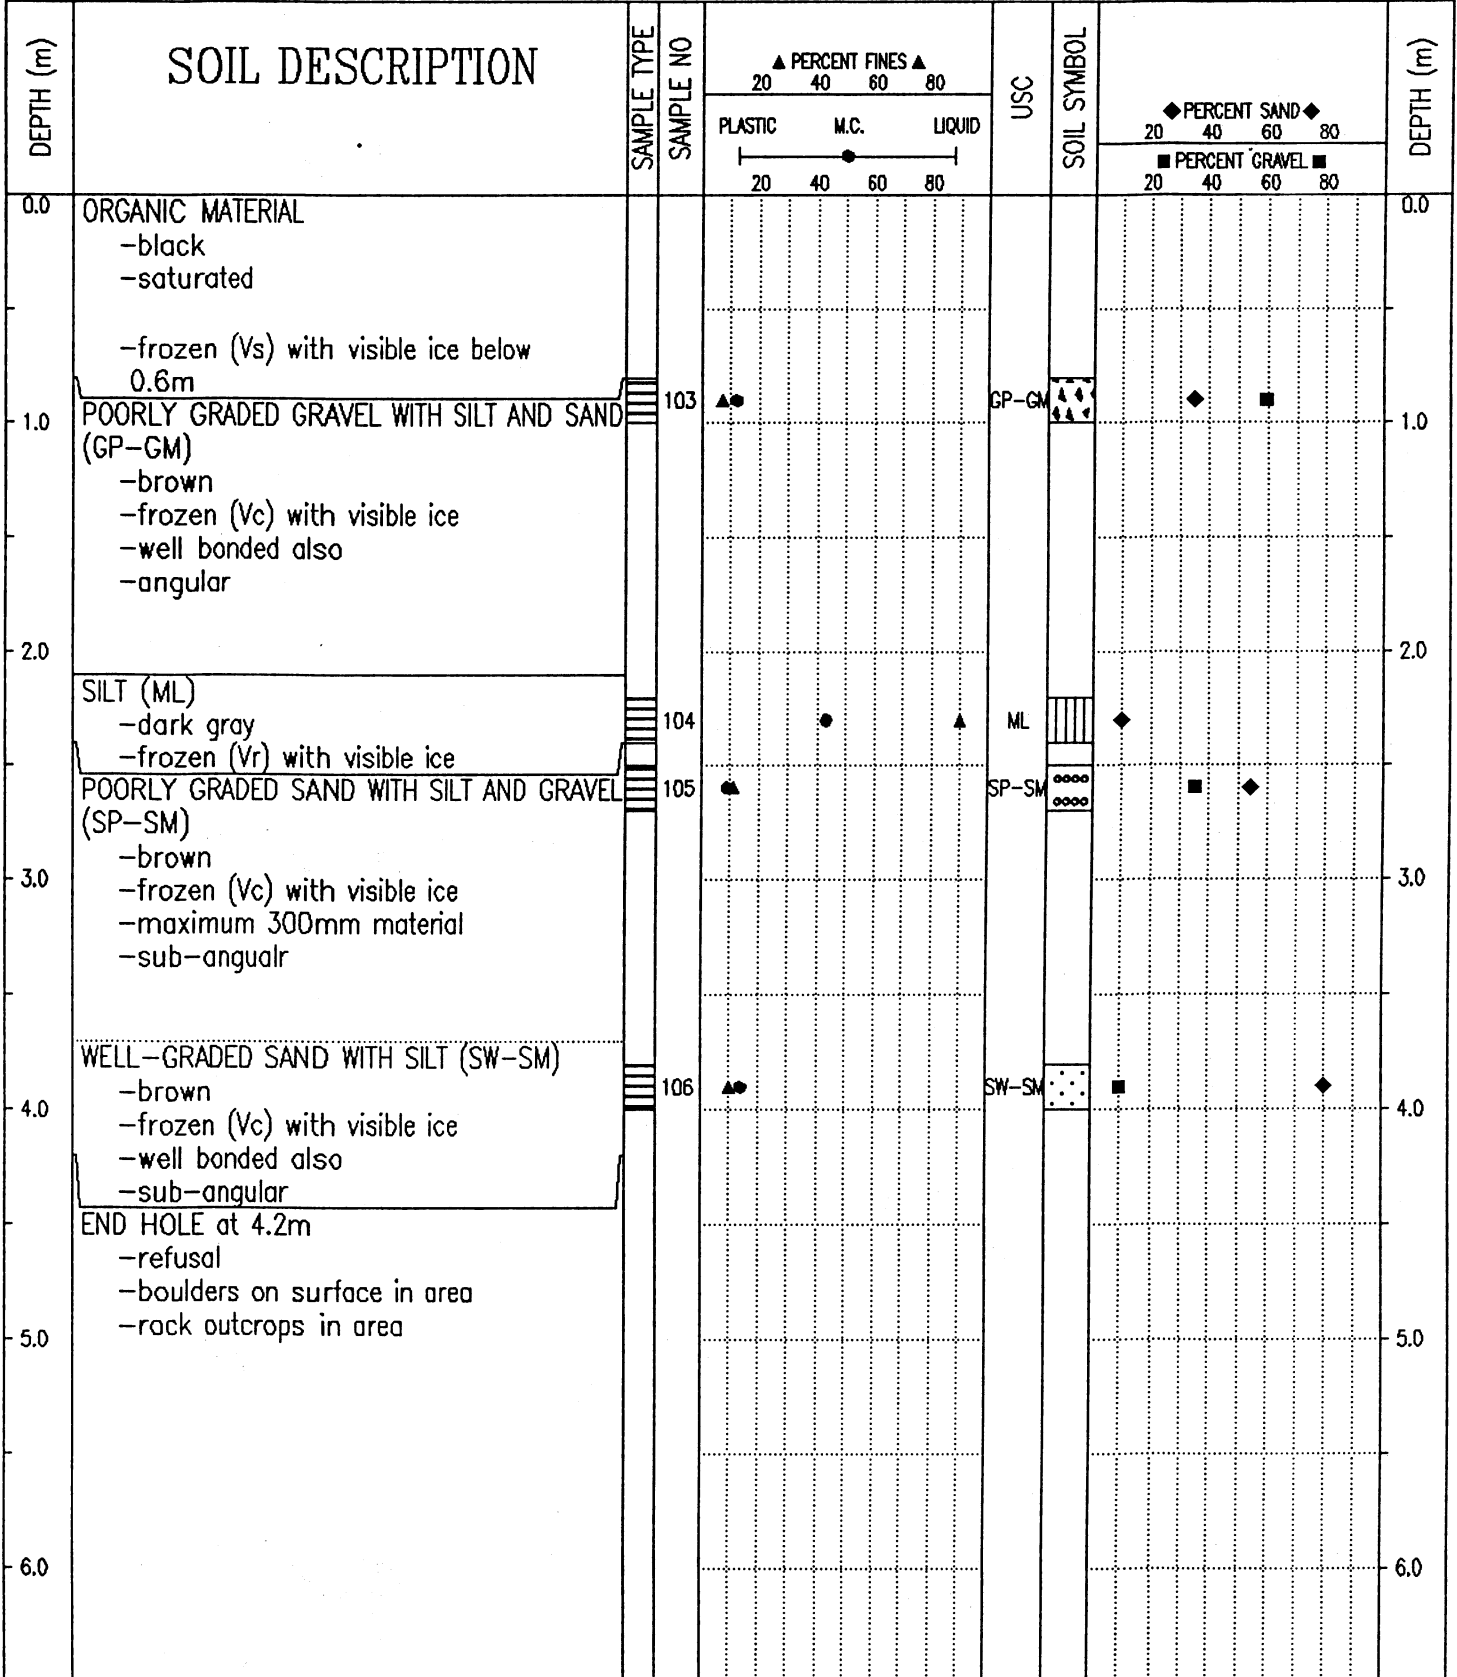 DEPTH (m)
SOIL DESCRIPTION
SAMPLE TYPE
SAMPLE NO
▲ PERCENT FINES ▲
20 40 60 80
PLASTIC M.C. LIQUID
20 40 60 80
USC
SOIL SYMBOL
◆ PERCENT SAND ◆
20 40 60 80
■ PERCENT GRAVEL ■
20 40 60 80
DEPTH (m)
0.0 ORGANIC MATERIAL 0.0
-black
-saturated
-frozen (Vs) with visible ice below
0.6m
103 GP-GM
1.0 POORLY GRADED GRAVEL WITH SILT AND SAND 1.0
(GP-GM)
-brown
-frozen (Vc) with visible ice
-well bonded also
-angular
2.0 2.0
SILT (ML)
-dark gray 104 ML
-frozen (Vr) with visible ice
POORLY GRADED SAND WITH SILT AND GRAVEL 105 SP-SM
(SP-SM)
-brown
3.0 -frozen (Vc) with visible ice 3.0
-maximum 300mm material
-sub-angualr
WELL-GRADED SAND WITH SILT (SW-SM)
-brown 106 SW-SM
4.0 -frozen (Vc) with visible ice 4.0
-well bonded also
-sub-angular
END HOLE at 4.2m
-refusal
-boulders on surface in area
-rock outcrops in area
5.0 5.0
6.0 6.0